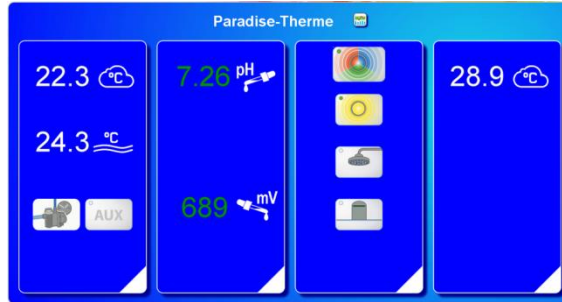 Paradise-Therme
22.3 °C
24.3 °C
AUX
7.26 pH
689 mV
28.9 °C